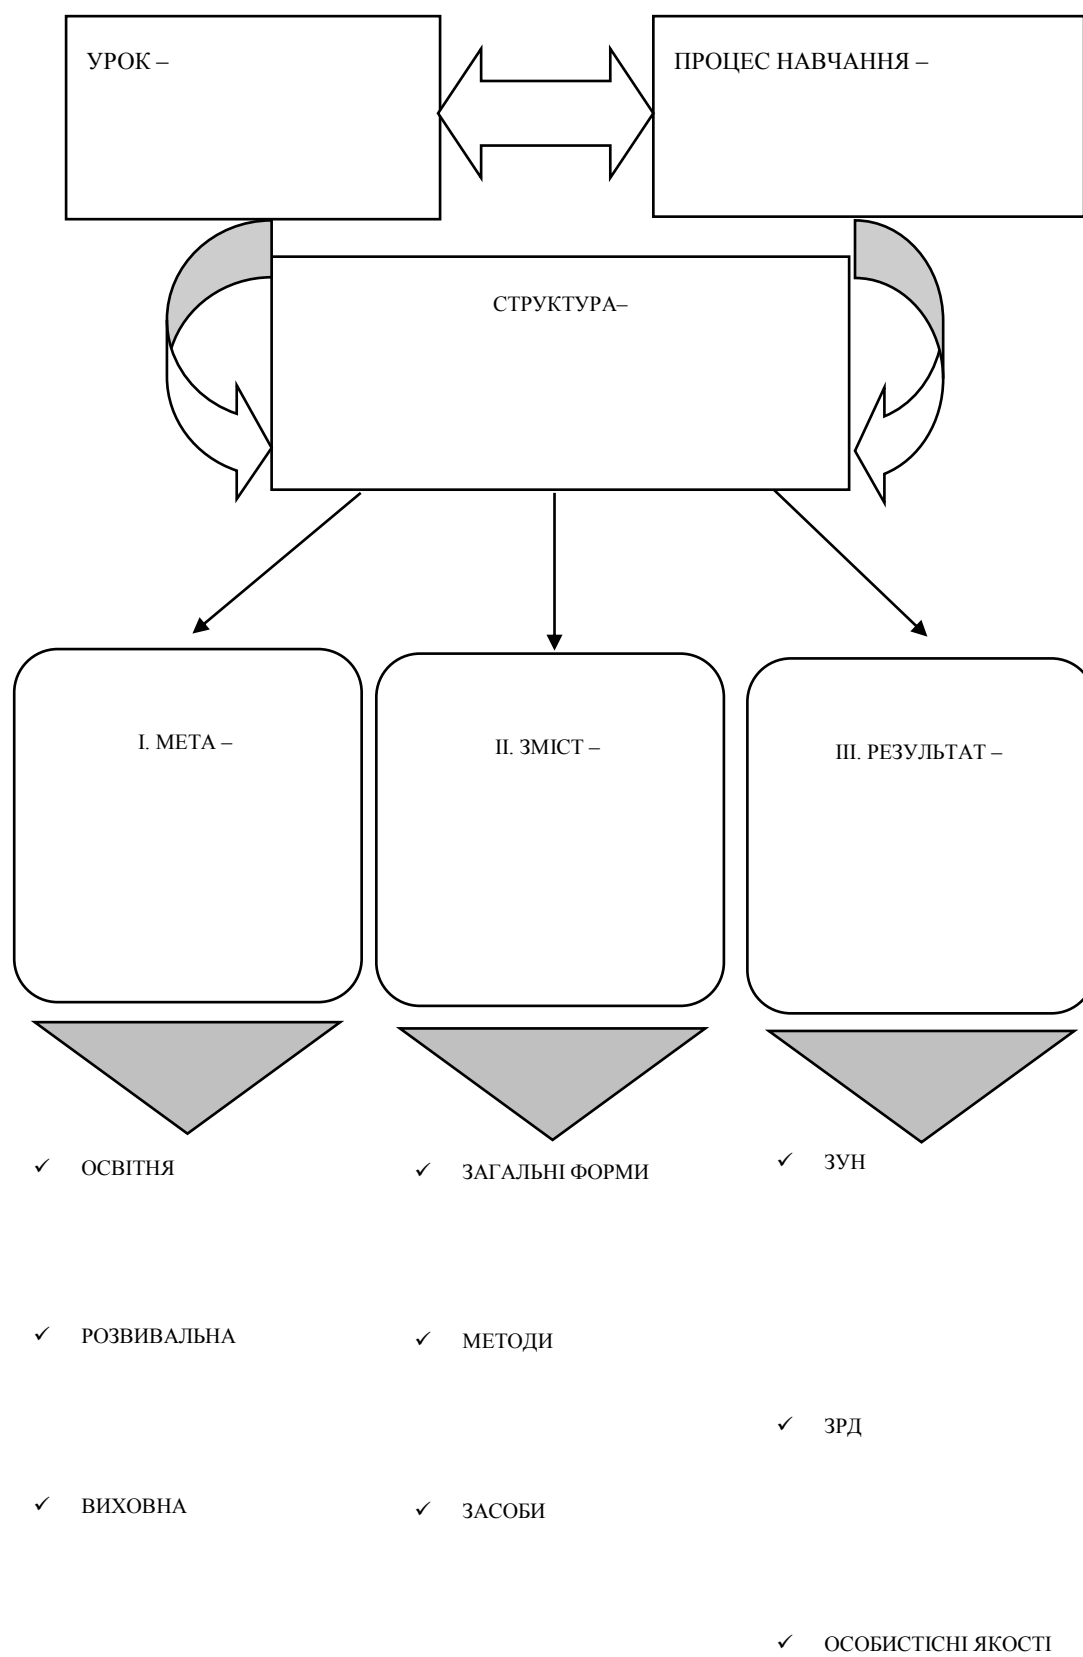 УРОК –
ПРОЦЕС НАВЧАННЯ –
СТРУКТУРА–
І. МЕТА –
ІІ. ЗМІСТ –
ІІІ. РЕЗУЛЬТАТ –
✓ ОСВІТНЯ
✓ РОЗВИВАЛЬНА
✓ ВИХОВНА
✓ ЗАГАЛЬНІ ФОРМИ
✓ МЕТОДИ
✓ ЗАСОБИ
✓ ЗУН
✓ ЗРД
✓ ОСОБИСТІСНІ ЯКОСТІ